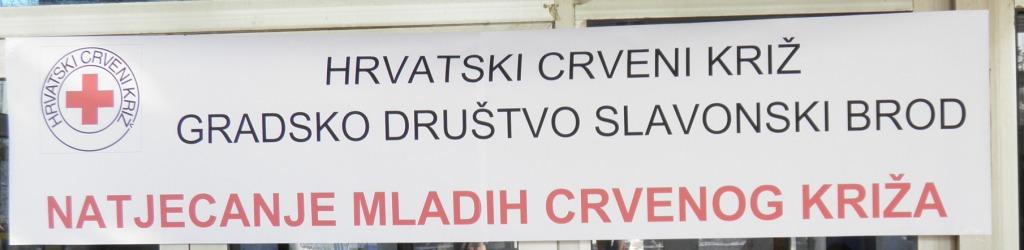 HRVATSKI CRVENI KRIŽ
HRVATSKI CRVENI KRIŽ
GRADSKO DRUŠTVO SLAVONSKI BROD
NATJECANJE MLADIH CRVENOG KRIŽA